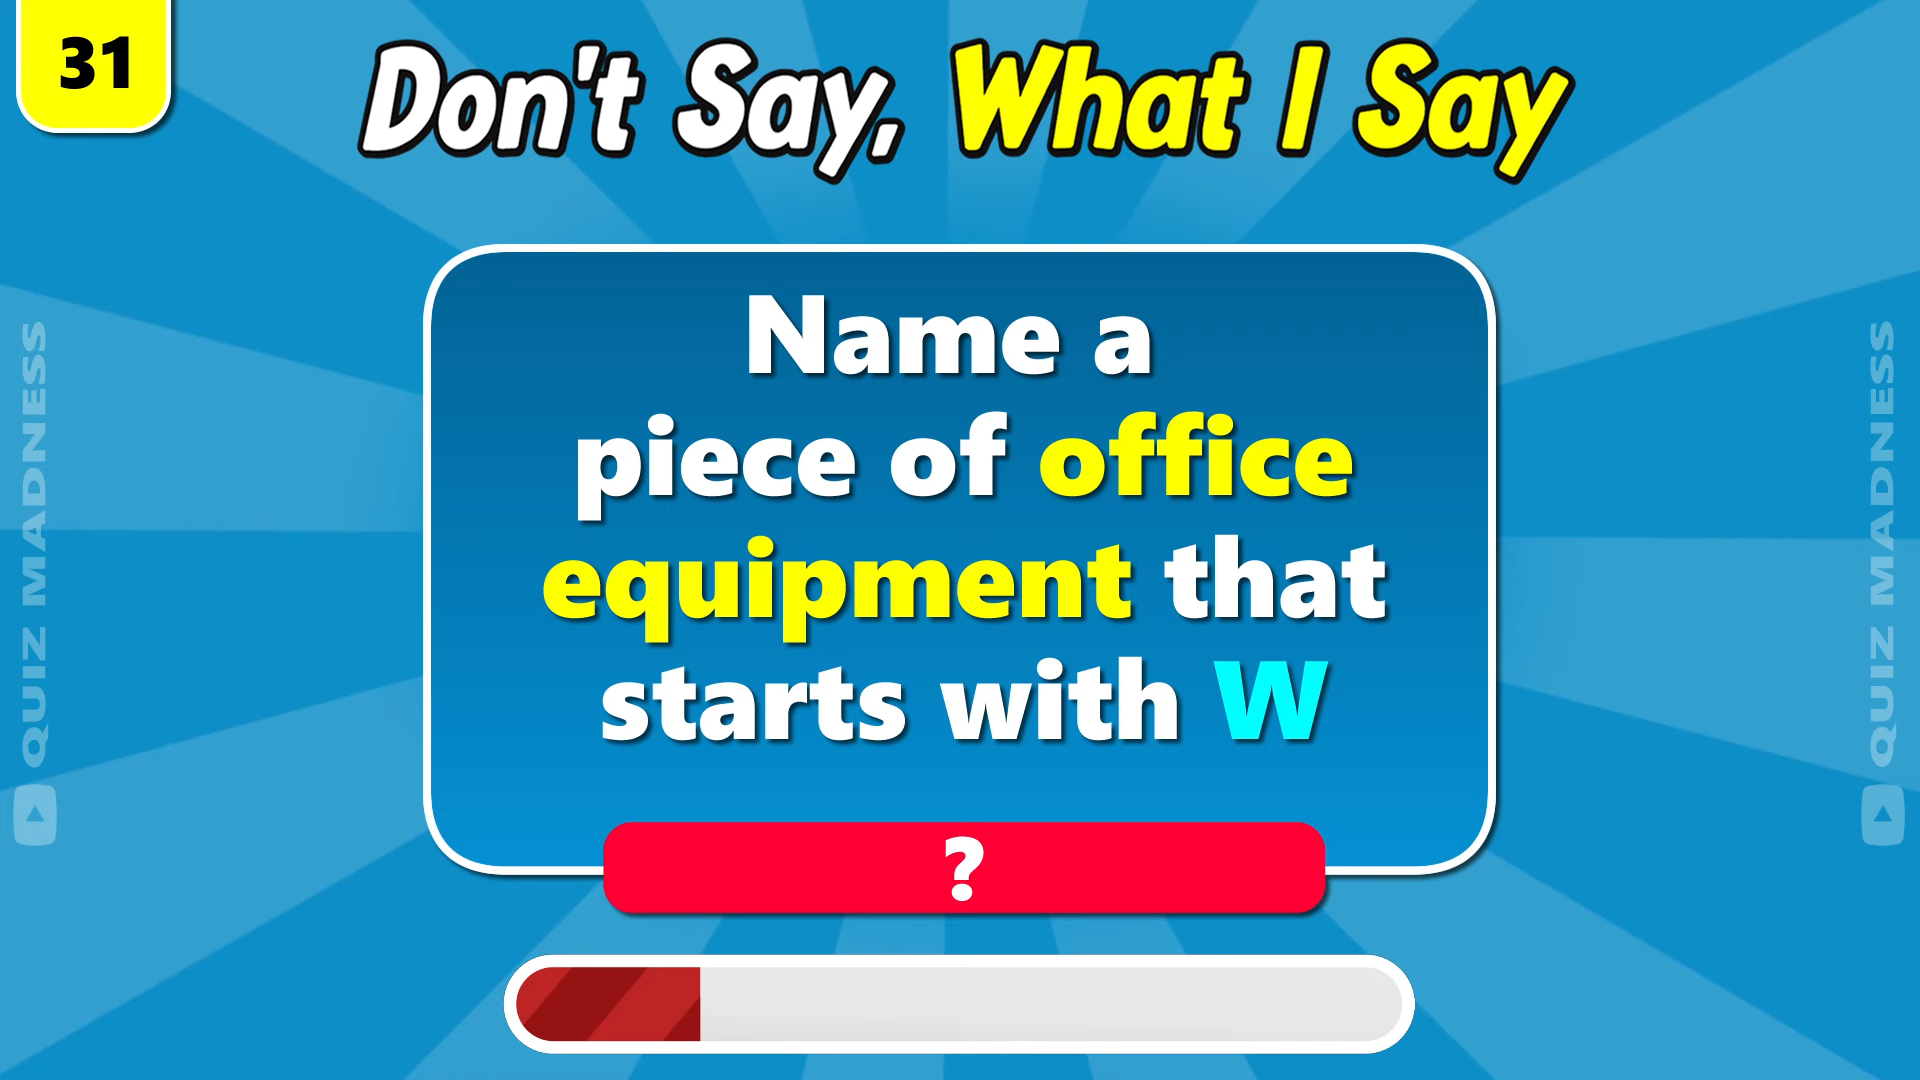 31
Don't Say, What I Say
Name a
piece of office
equipment that
starts with W
?
QUIZ MADNESS
QUIZ MADNESS